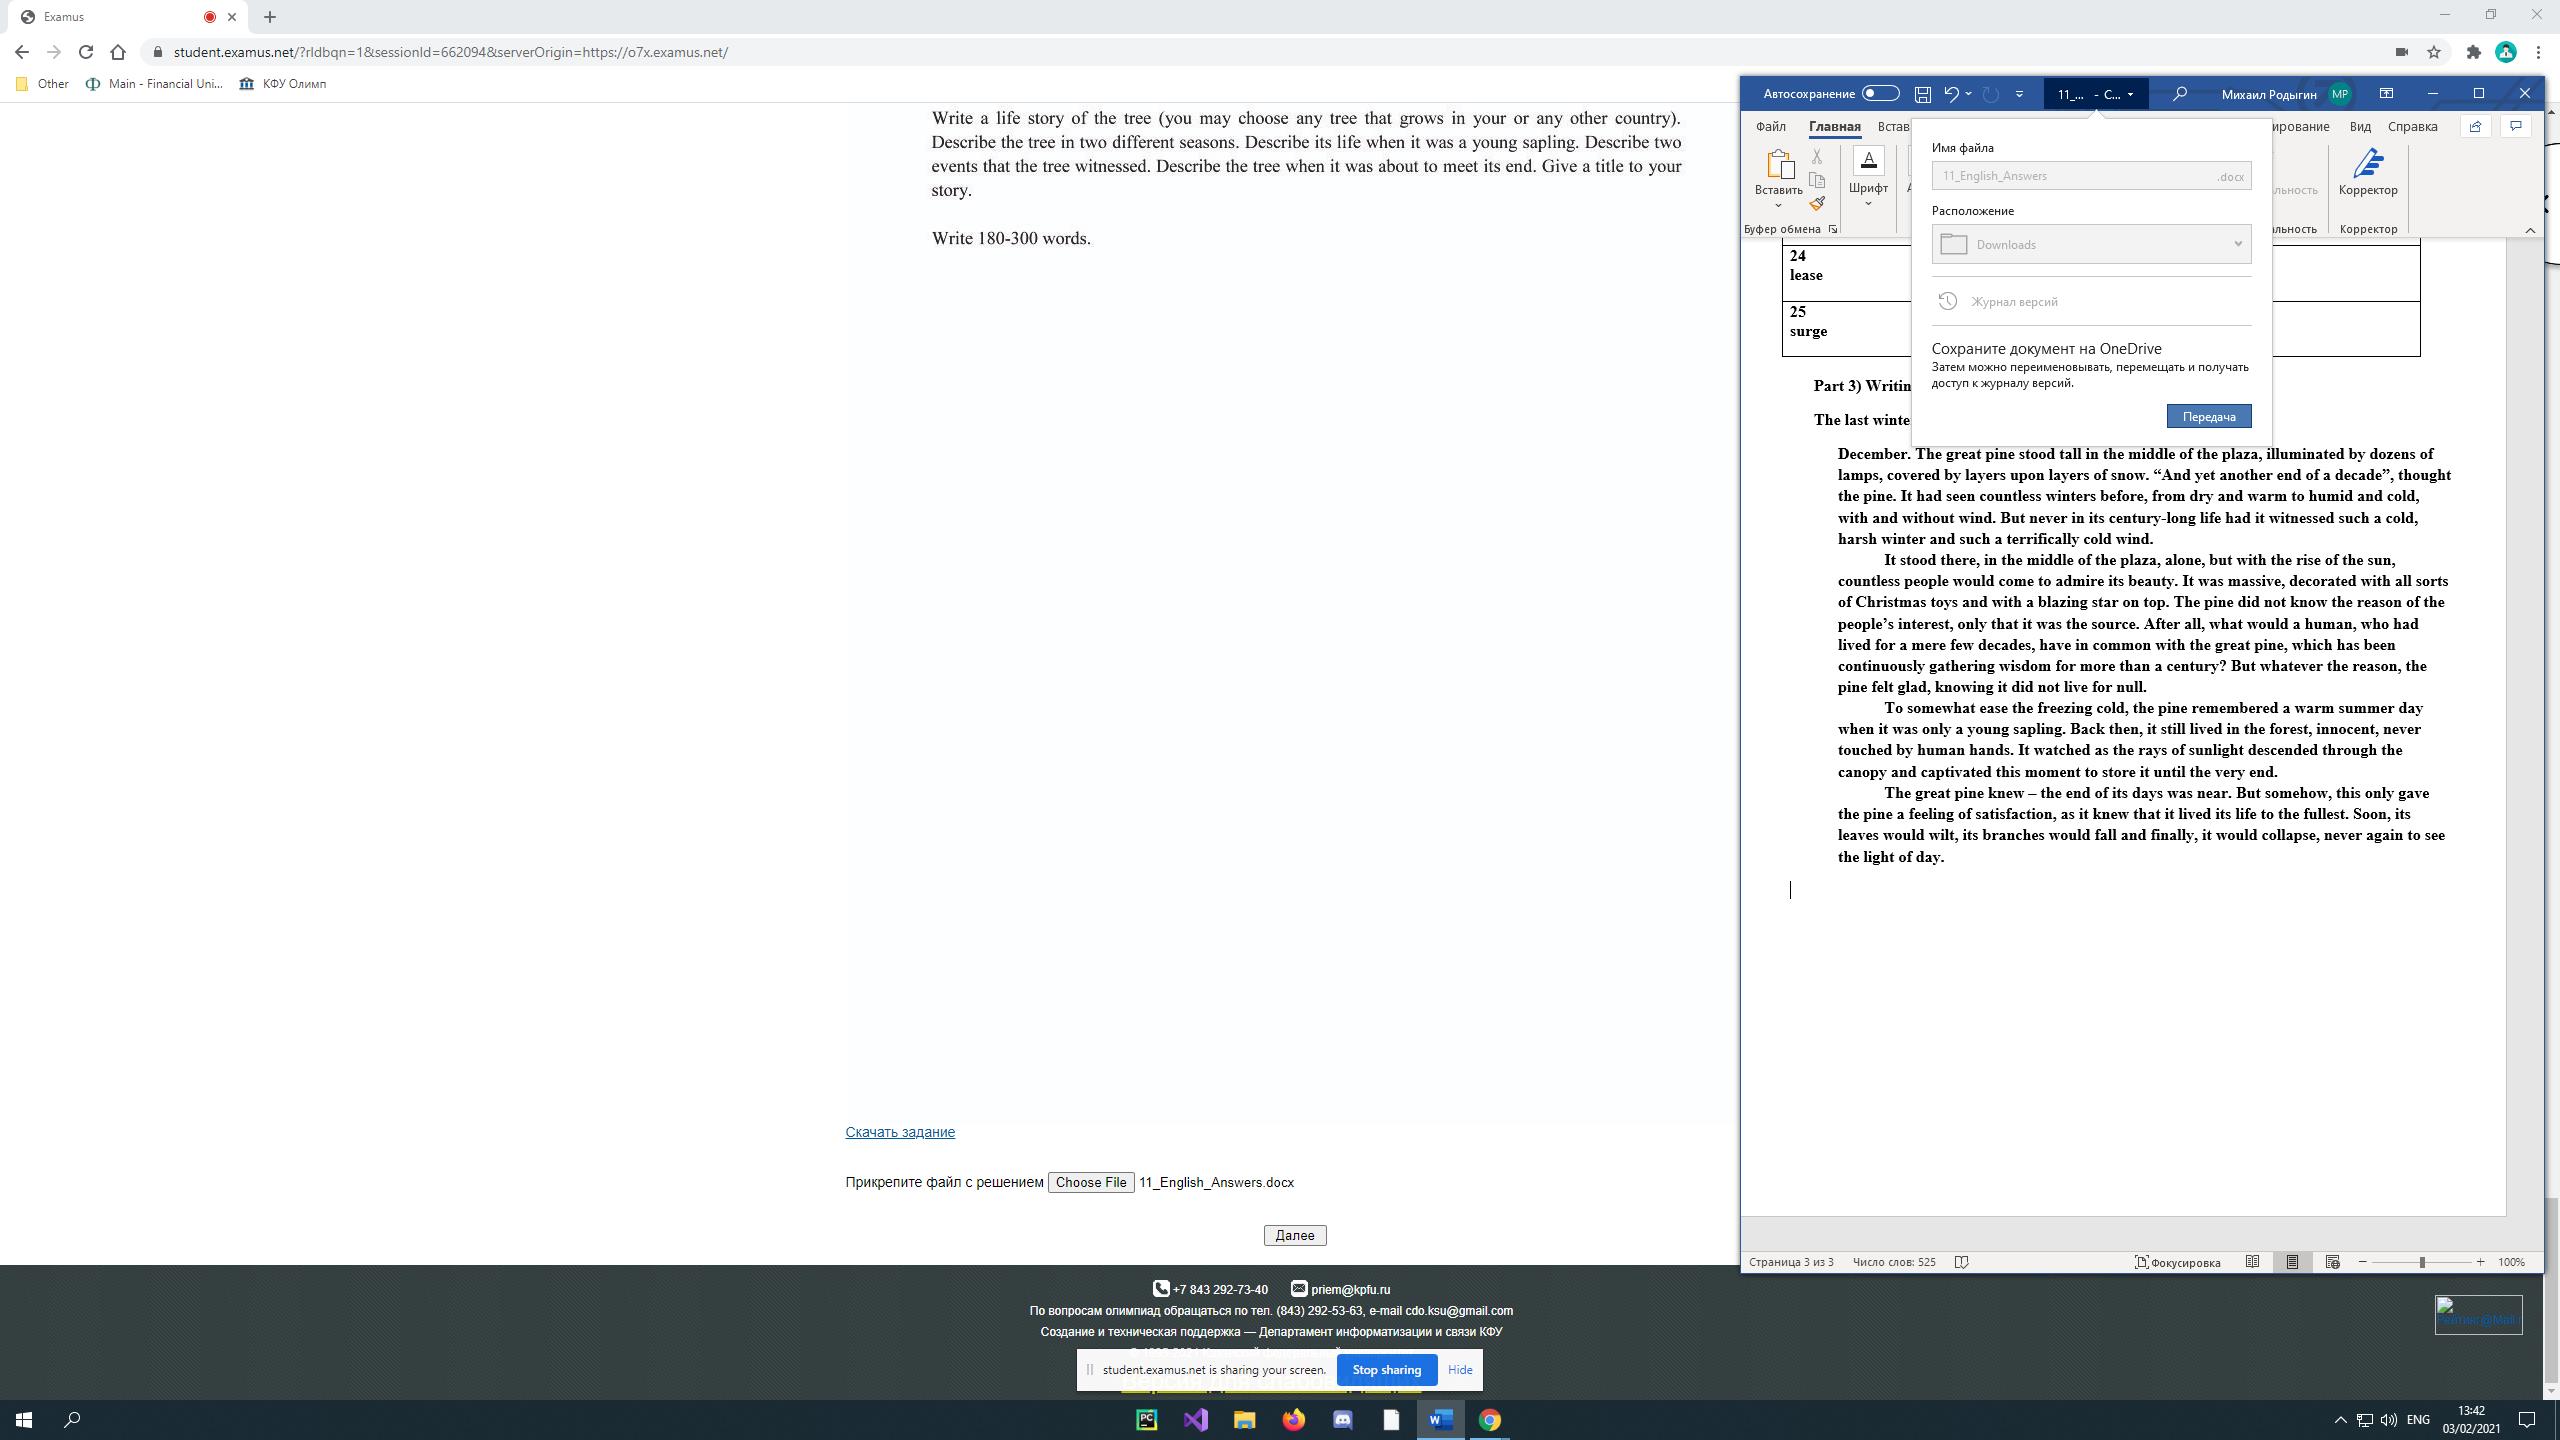 Examus
student.examus.net/?rldbqn=1&sessionId=662094&serverOrigin=https://o7x.examus.net/
Other
Main - Financial Uni...
КФУ Олимп
Write a life story of the tree (you may choose any tree that grows in your or any other country).
Describe the tree in two different seasons. Describe its life when it was a young sapling. Describe two
events that the tree witnessed. Describe the tree when it was about to meet its end. Give a title to your
story.
Write 180-300 words.
Скачать задание
Прикрепите файл с решением Choose File 11_English_Answers.docx
Далее
+7 843 292-73-40 priem@kpfu.ru
По вопросам олимпиад обращаться по тел. (843) 292-53-63, e-mail cdo.ksu@gmail.com
Создание и техническая поддержка — Департамент информатизации и связи КФУ
student.examus.net is sharing your screen. Stop sharing Hide
Автосохранение
11_... - C...
Михаил Родыгин МР
Файл Главная Встав
ирование Вид Справка
Вставить
Шрифт
льность
Корректор
Буфер обмена
льность
Корректор
Имя файла
11_English_Answers .docx
Расположение
Downloads
Журнал версий
Сохраните документ на OneDrive
Затем можно переименовывать, перемещать и получать
доступ к журналу версий.
Передача
24
lease
25
surge
Part 3) Writin
The last winte
December. The great pine stood tall in the middle of the plaza, illuminated by dozens of
lamps, covered by layers upon layers of snow. “And yet another end of a decade”, thought
the pine. It had seen countless winters before, from dry and warm to humid and cold,
with and without wind. But never in its century-long life had it witnessed such a cold,
harsh winter and such a terrifically cold wind.
It stood there, in the middle of the plaza, alone, but with the rise of the sun,
countless people would come to admire its beauty. It was massive, decorated with all sorts
of Christmas toys and with a blazing star on top. The pine did not know the reason of the
people’s interest, only that it was the source. After all, what would a human, who had
lived for a mere few decades, have in common with the great pine, which has been
continuously gathering wisdom for more than a century? But whatever the reason, the
pine felt glad, knowing it did not live for null.
To somewhat ease the freezing cold, the pine remembered a warm summer day
when it was only a young sapling. Back then, it still lived in the forest, innocent, never
touched by human hands. It watched as the rays of sunlight descended through the
canopy and captivated this moment to store it until the very end.
The great pine knew – the end of its days was near. But somehow, this only gave
the pine a feeling of satisfaction, as it knew that it lived its life to the fullest. Soon, its
leaves would wilt, its branches would fall and finally, it would collapse, never again to see
the light of day.
Страница 3 из 3 Число слов: 525
Фокусировка
100%
ENG
13:42
03/02/2021